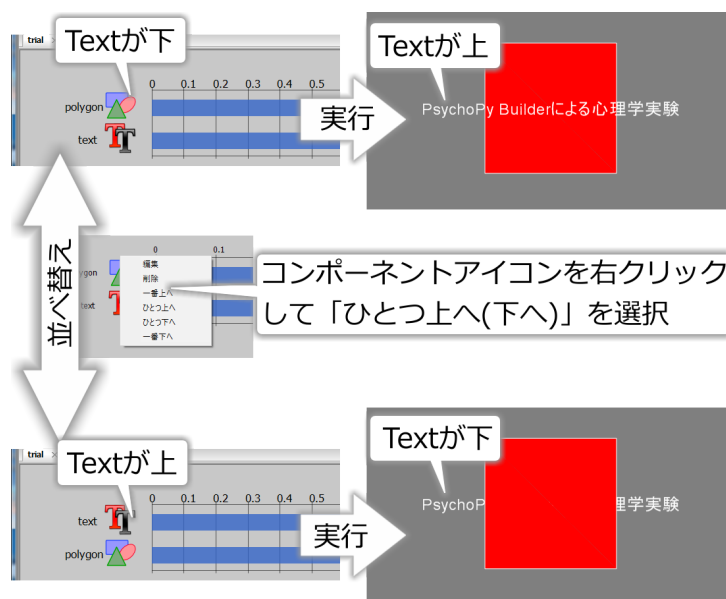 trial
Textが下
0 0.1 0.2 0.3 0.4 0.5
polygon
text
実行
Textが上
PsychoPy Builderによる心理学実験
並べ替え
0 0.1
編集
削除
一番上へ
ひとつ上へ
ひとつ下へ
一番下へ
ygon
text
コンポーネントアイコンを右クリック
して「ひとつ上へ(下へ)」を選択
trial
Textが上
0 0.1 0.2 0.3 0.4 0.5
text
polygon
実行
Textが下
PsychoP
理学実験